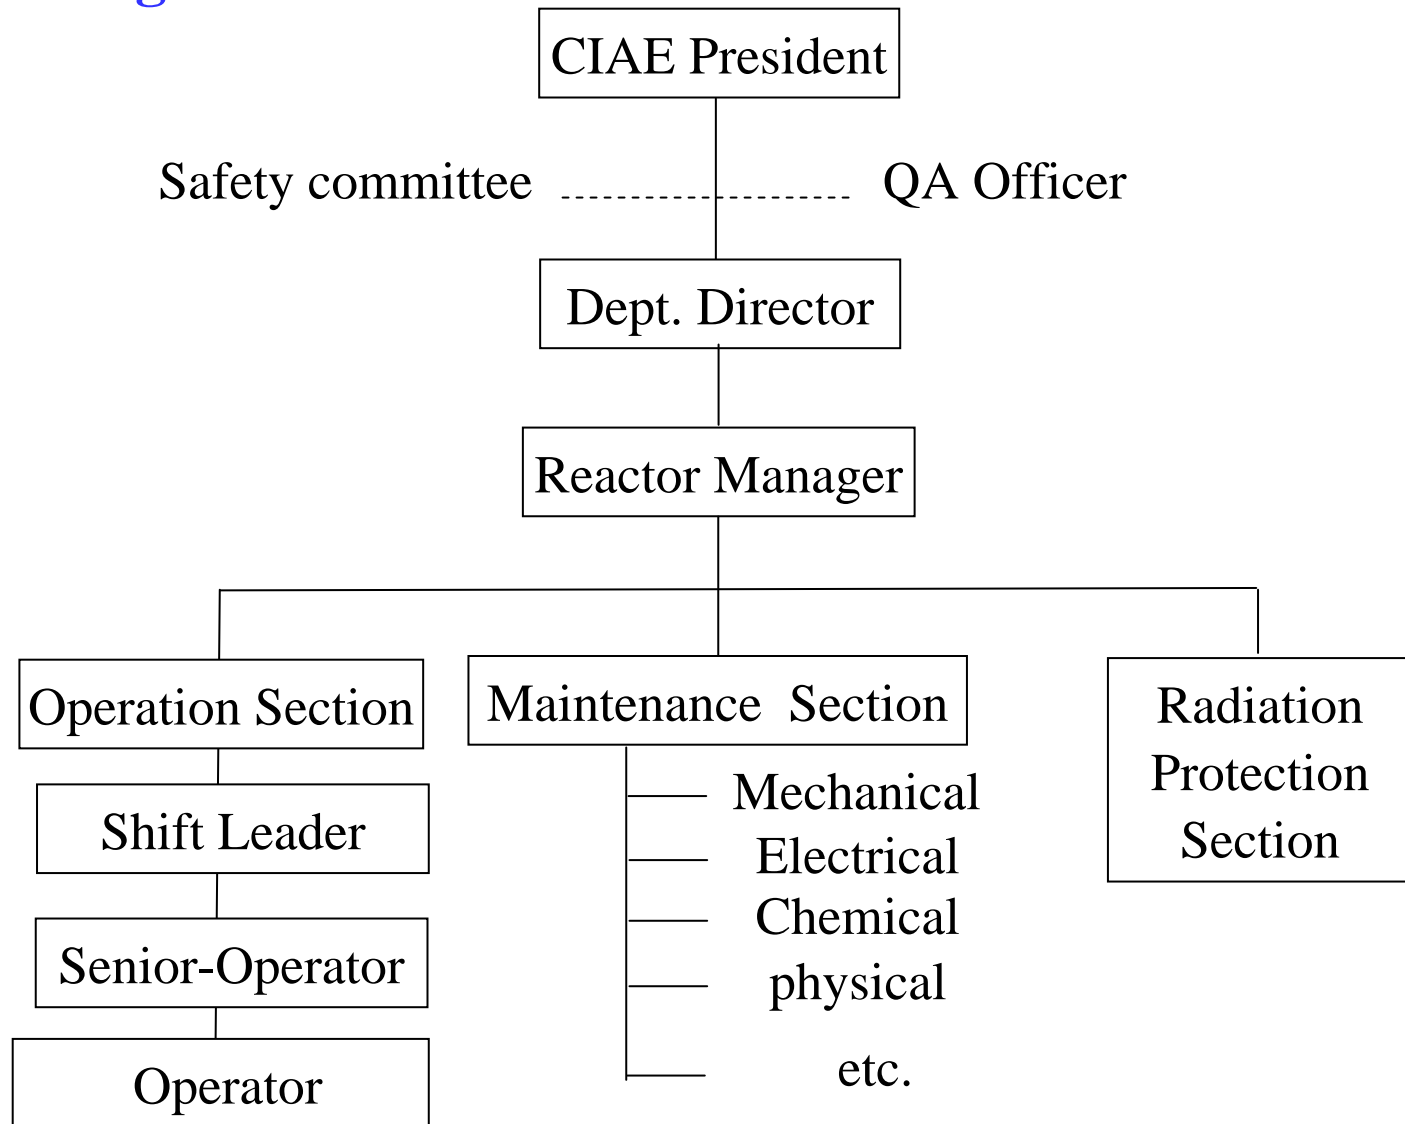 CIAE President
Safety committee
QA Officer
Dept. Director
Reactor Manager
Operation Section
Maintenance Section
Radiation
Protection
Section
Shift Leader
Senior-Operator
Operator
Mechanical
Electrical
Chemical
physical
etc.